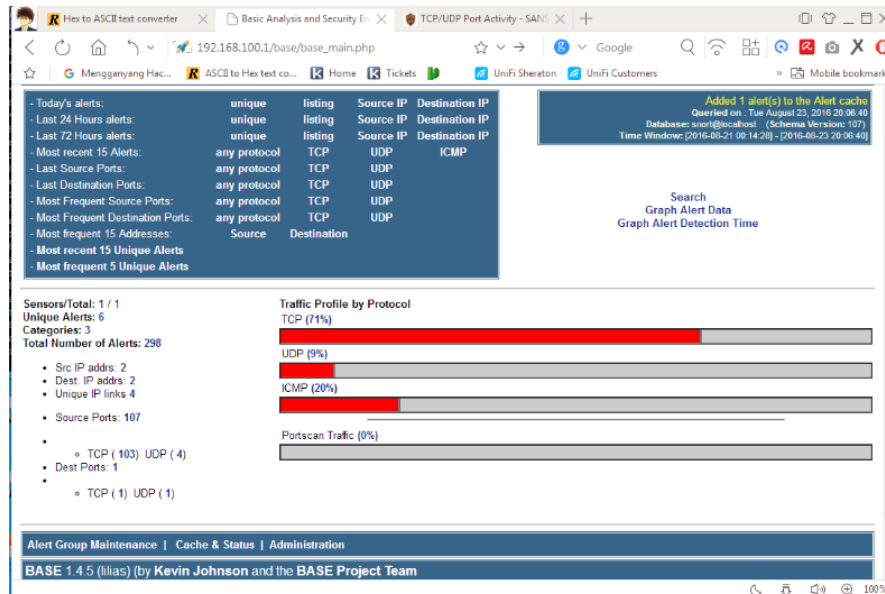 Hex to ASCII text converter
Basic Analysis and Security En
TCP/UDP Port Activity - SANS
192.168.100.1/base/base_main.php
Google
Mengganyang Hac...
ASCII to Hex text co...
Home
Tickets
UniFi Sheraton
UniFi Customers
» Mobile bookmark
- Today's alerts: unique listing Source IP Destination IP
- Last 24 Hours alerts: unique listing Source IP Destination IP
- Last 72 Hours alerts: unique listing Source IP Destination IP
- Most recent 15 Alerts: any protocol TCP UDP ICMP
- Last Source Ports: any protocol TCP UDP
- Last Destination Ports: any protocol TCP UDP
- Most Frequent Source Ports: any protocol TCP UDP
- Most Frequent Destination Ports: any protocol TCP UDP
- Most frequent 15 Addresses: Source Destination
- Most recent 15 Unique Alerts
- Most frequent 5 Unique Alerts
Added 1 alert(s) to the Alert cache
Queried on : Tue August 23, 2016 20:06:40
Database: snort@localhost (Schema Version: 107)
Time Window: [2016-08-21 00:14:28] - [2016-08-23 20:06:40]
Search
Graph Alert Data
Graph Alert Detection Time
Sensors/Total: 1 / 1
Unique Alerts: 6
Categories: 3
Total Number of Alerts: 298
• Src IP addrs: 2
• Dest. IP addrs: 2
• Unique IP links 4
• Source Ports: 107
•
○ TCP ( 103) UDP ( 4)
• Dest Ports: 1
•
○ TCP ( 1) UDP ( 1)
Traffic Profile by Protocol
TCP (71%)
UDP (9%)
ICMP (20%)
Portscan Traffic (0%)
Alert Group Maintenance | Cache & Status | Administration
BASE 1.4.5 (lilias) (by Kevin Johnson and the BASE Project Team
100%